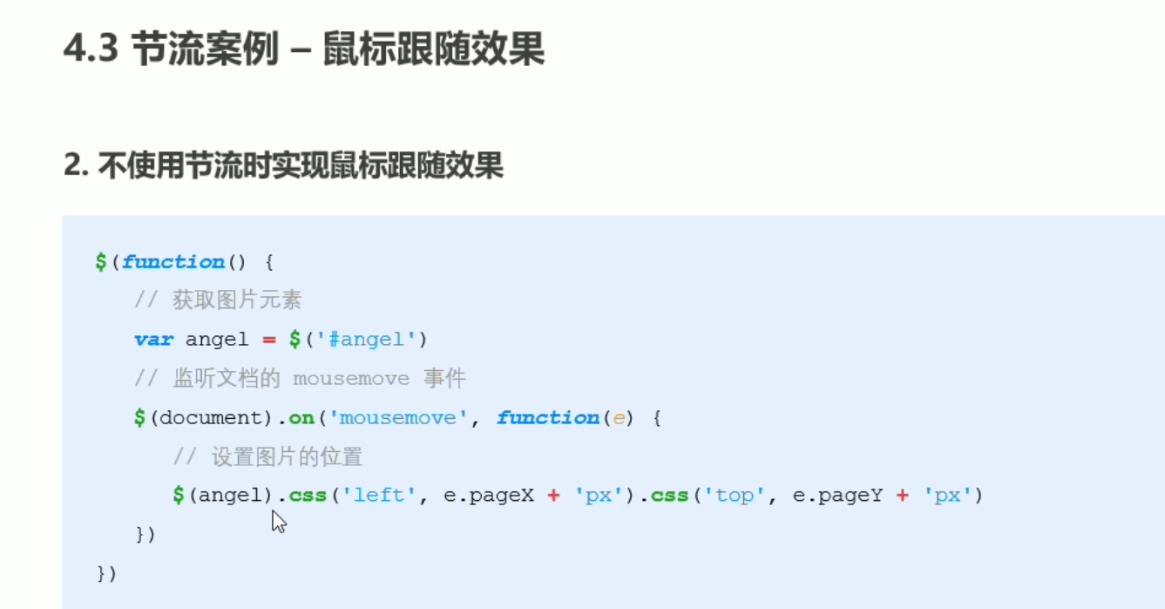 4.3 节流案例 – 鼠标跟随效果
2. 不使用节流时实现鼠标跟随效果
$(function() {
// 获取图片元素
var angel = $('#angel')
// 监听文档的 mousemove 事件
$(document).on('mousemove', function(e) {
// 设置图片的位置
$(angel).css('left', e.pageX + 'px').css('top', e.pageY + 'px')
})
})